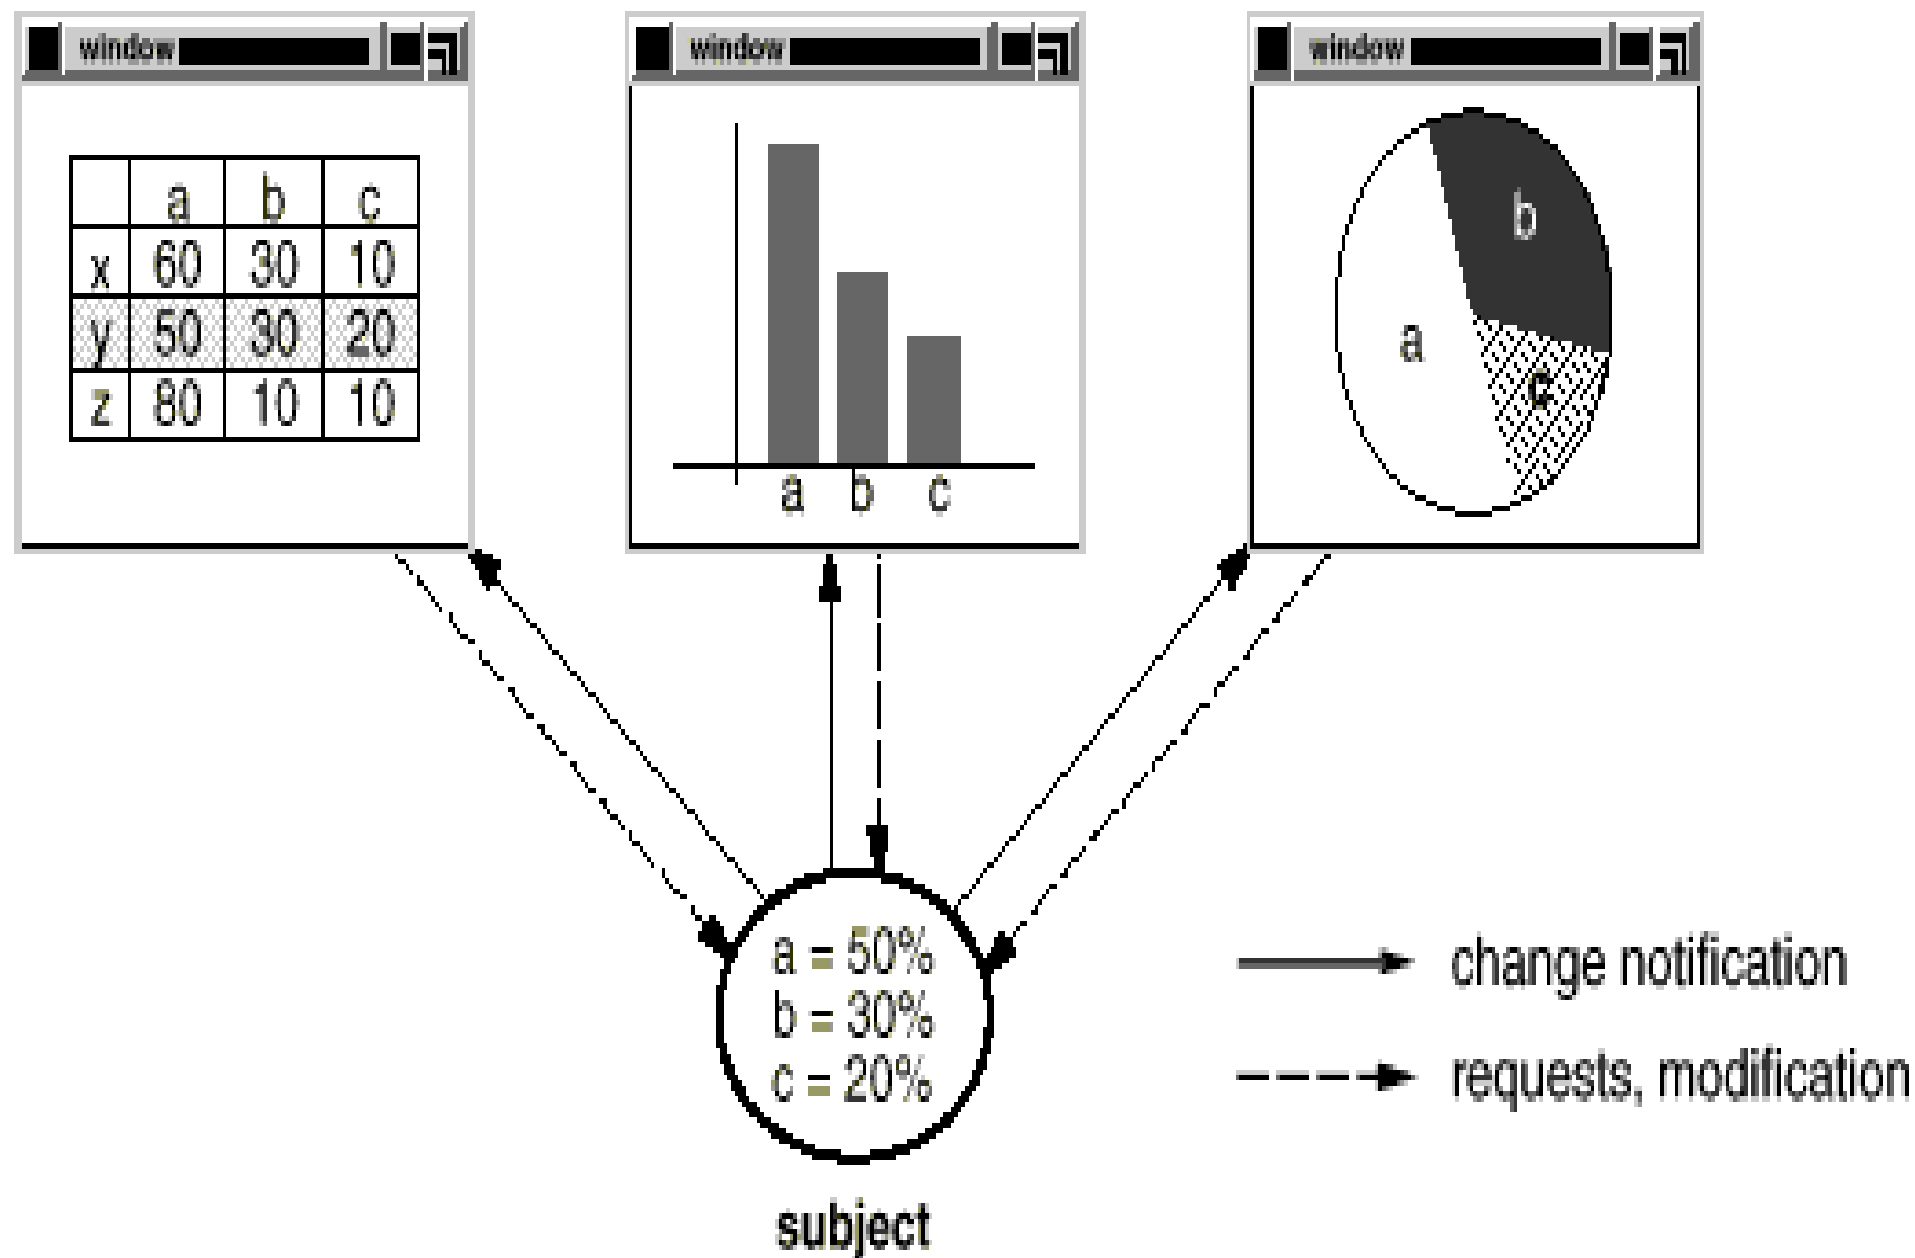 window
window
window
a b c
x 60 30 10
y 50 30 20
z 80 10 10
a b c
b
a
c
a = 50%
b = 30%
c = 20%
change notification
requests, modification
subject